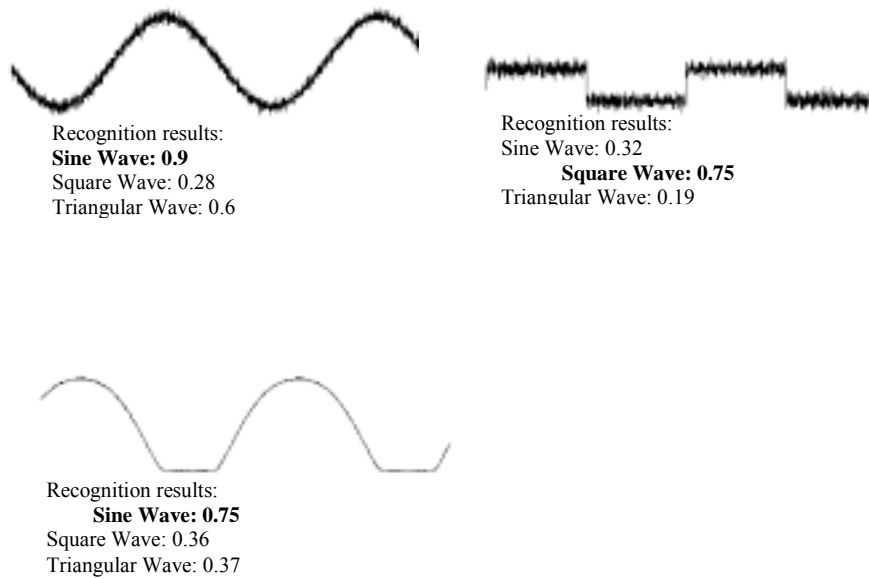 Recognition results:
Sine Wave: 0.9
Square Wave: 0.28
Triangular Wave: 0.6
Recognition results:
Sine Wave: 0.32
Square Wave: 0.75
Triangular Wave: 0.19
Recognition results:
Sine Wave: 0.75
Square Wave: 0.36
Triangular Wave: 0.37